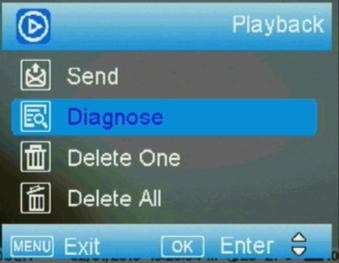 Playback
Send
Diagnose
Delete One
Delete All
MENU Exit OK Enter